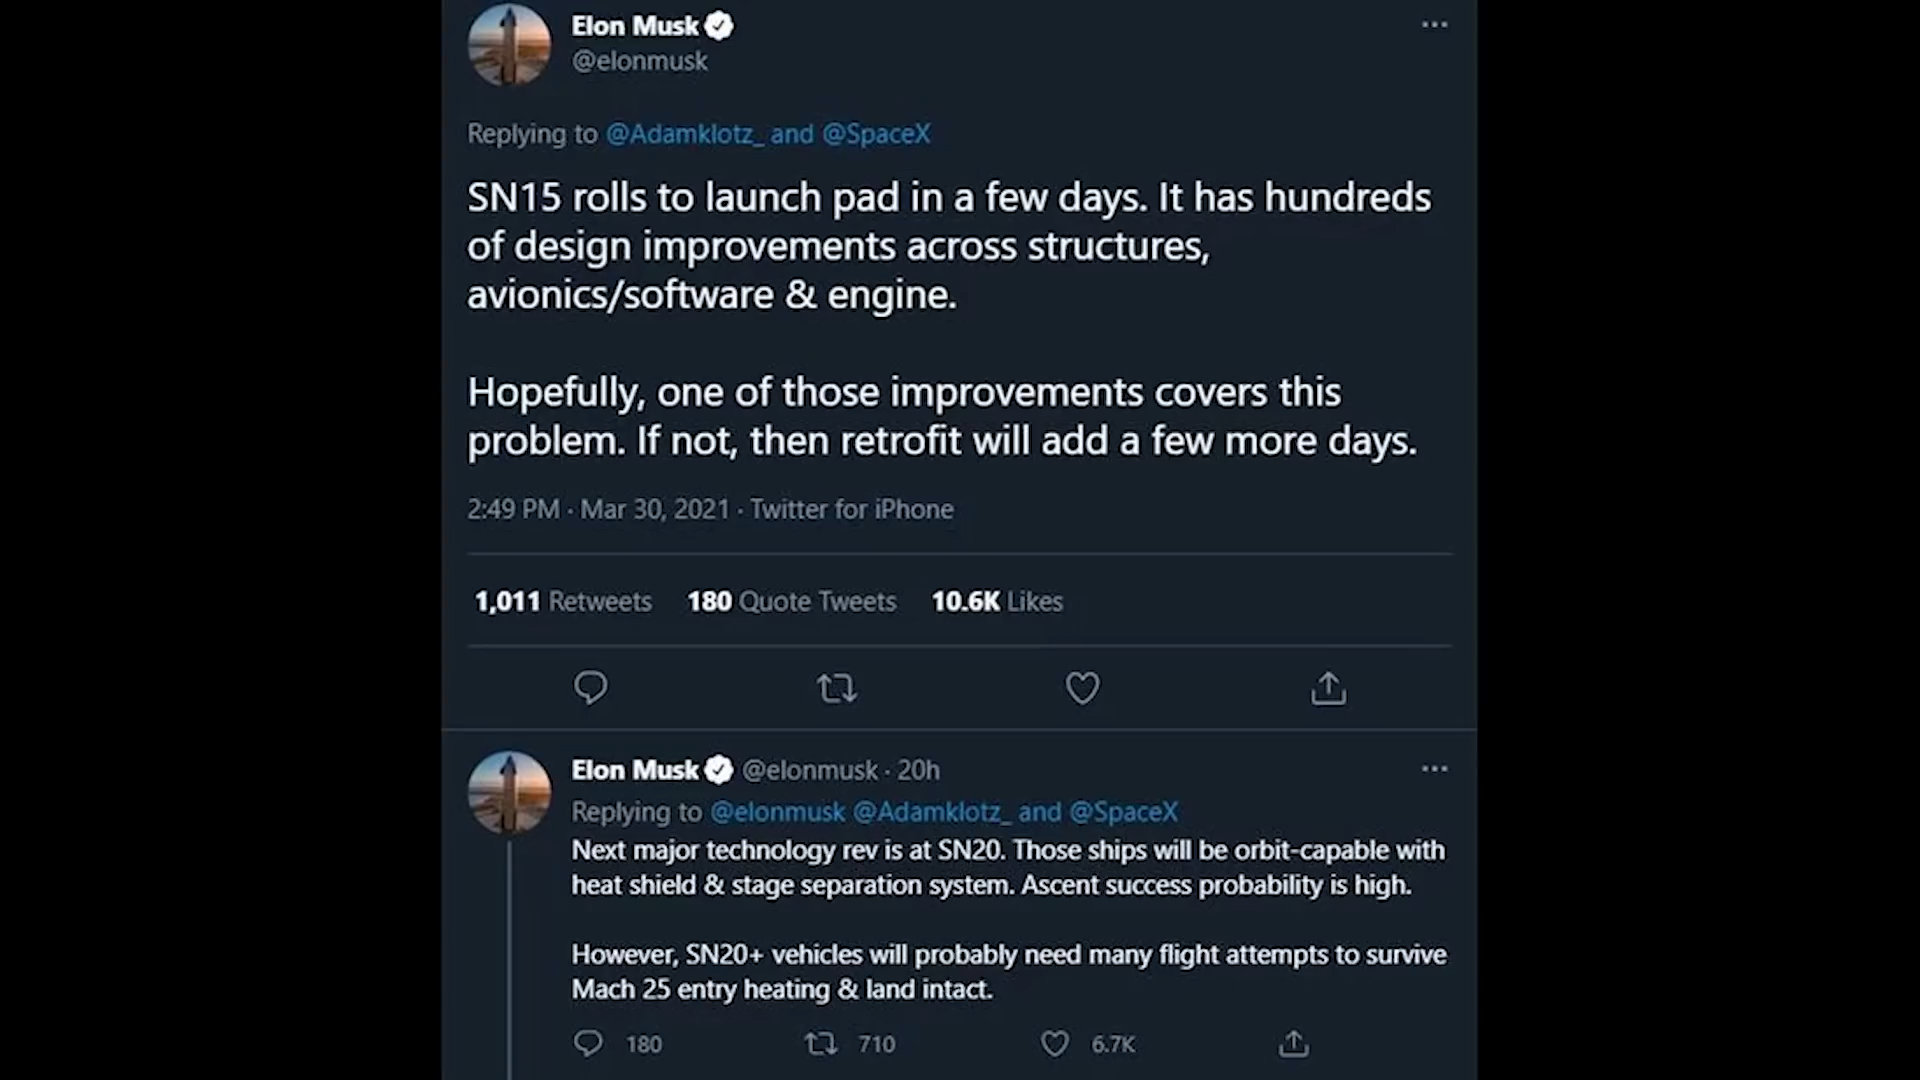 Elon Musk
@elonmusk
Replying to @Adamklotz_ and @SpaceX
SN15 rolls to launch pad in a few days. It has hundreds
of design improvements across structures,
avionics/software & engine.
Hopefully, one of those improvements covers this
problem. If not, then retrofit will add a few more days.
2:49 PM · Mar 30, 2021 · Twitter for iPhone
1,011 Retweets 180 Quote Tweets 10.6K Likes
Elon Musk @elonmusk · 20h
Replying to @elonmusk @Adamklotz_ and @SpaceX
Next major technology rev is at SN20. Those ships will be orbit-capable with
heat shield & stage separation system. Ascent success probability is high.
However, SN20+ vehicles will probably need many flight attempts to survive
Mach 25 entry heating & land intact.
180 710 6.7K